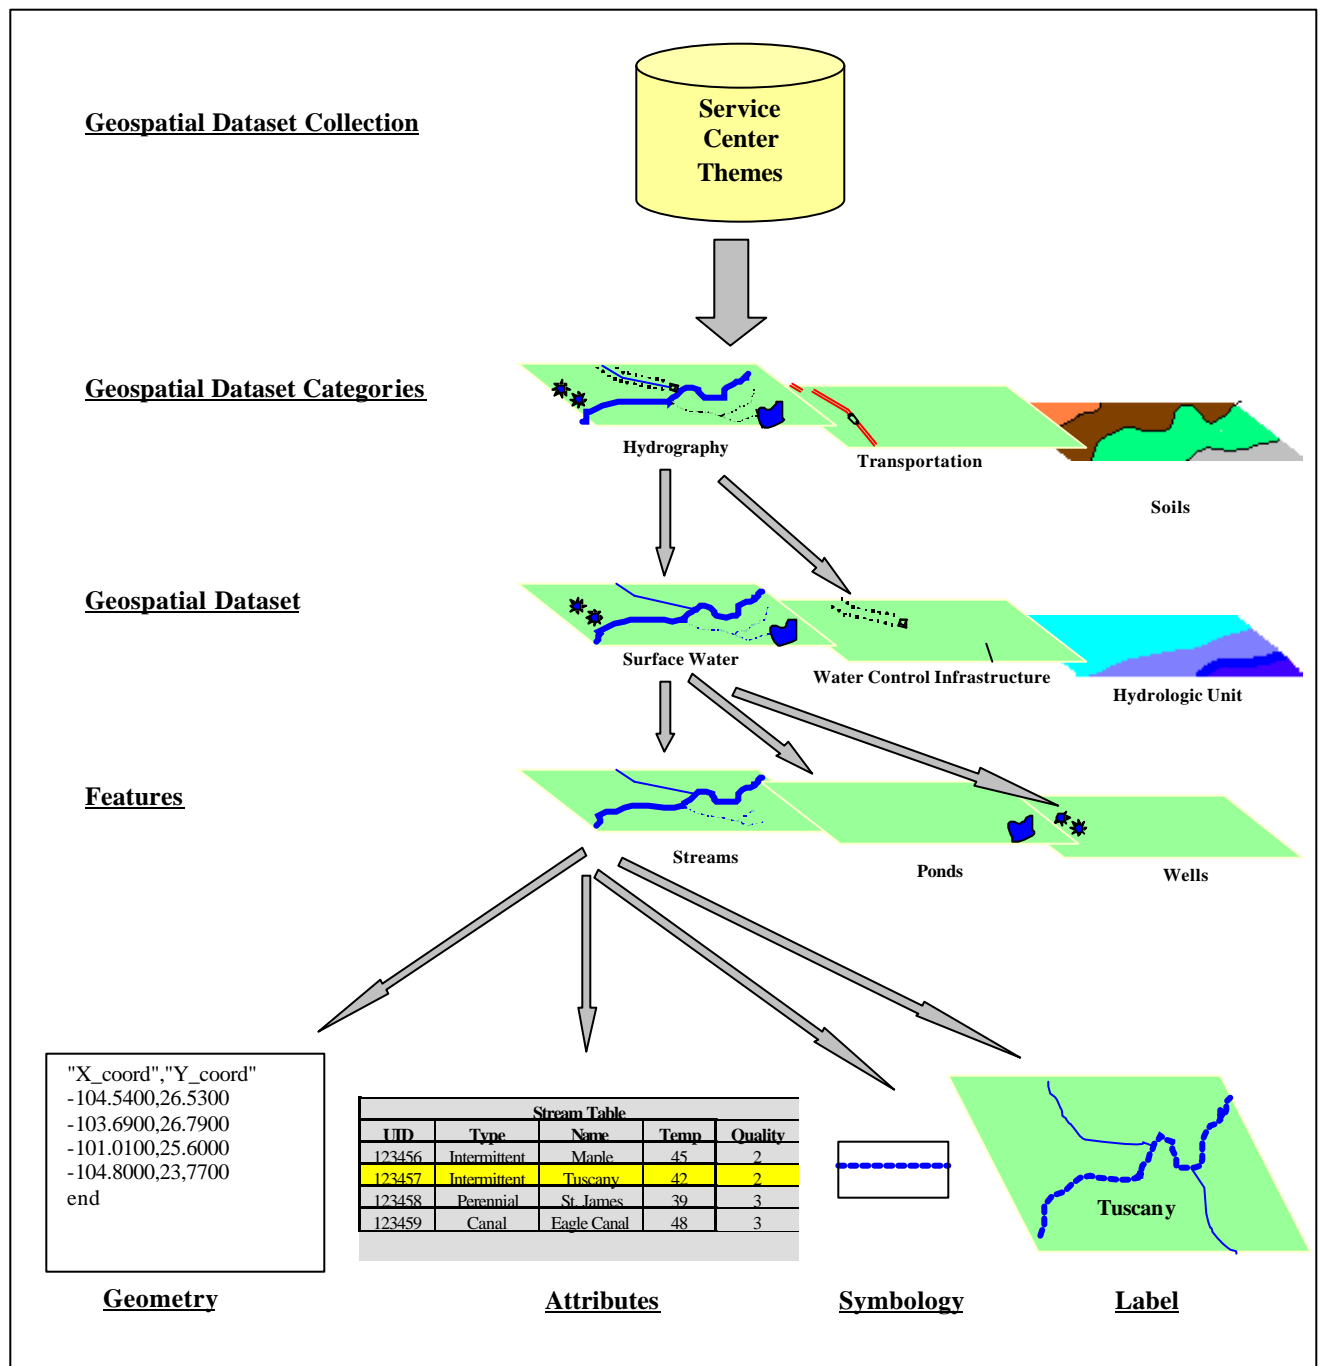 Geospatial Dataset Collection
Service
Center
Themes
Geospatial Dataset Categories
Hydrography
Transportation
Soils
Geospatial Dataset
Surface Water
Water Control Infrastructure
Hydrologic Unit
Features
Streams
Ponds
Wells
"X_coord","Y_coord"
-104.5400,26.5300
-103.6900,26.7900
-101.0100,25.6000
-104.8000,23,7700
end
Stream Table
UID Type Name Temp Quality
123456 Intermittent Maple 45 2
123457 Intermittent Tuscany 42 2
123458 Perennial St. James 39 3
123459 Canal Eagle Canal 48 3
Tuscany
Geometry
Attributes
Symbology
Label